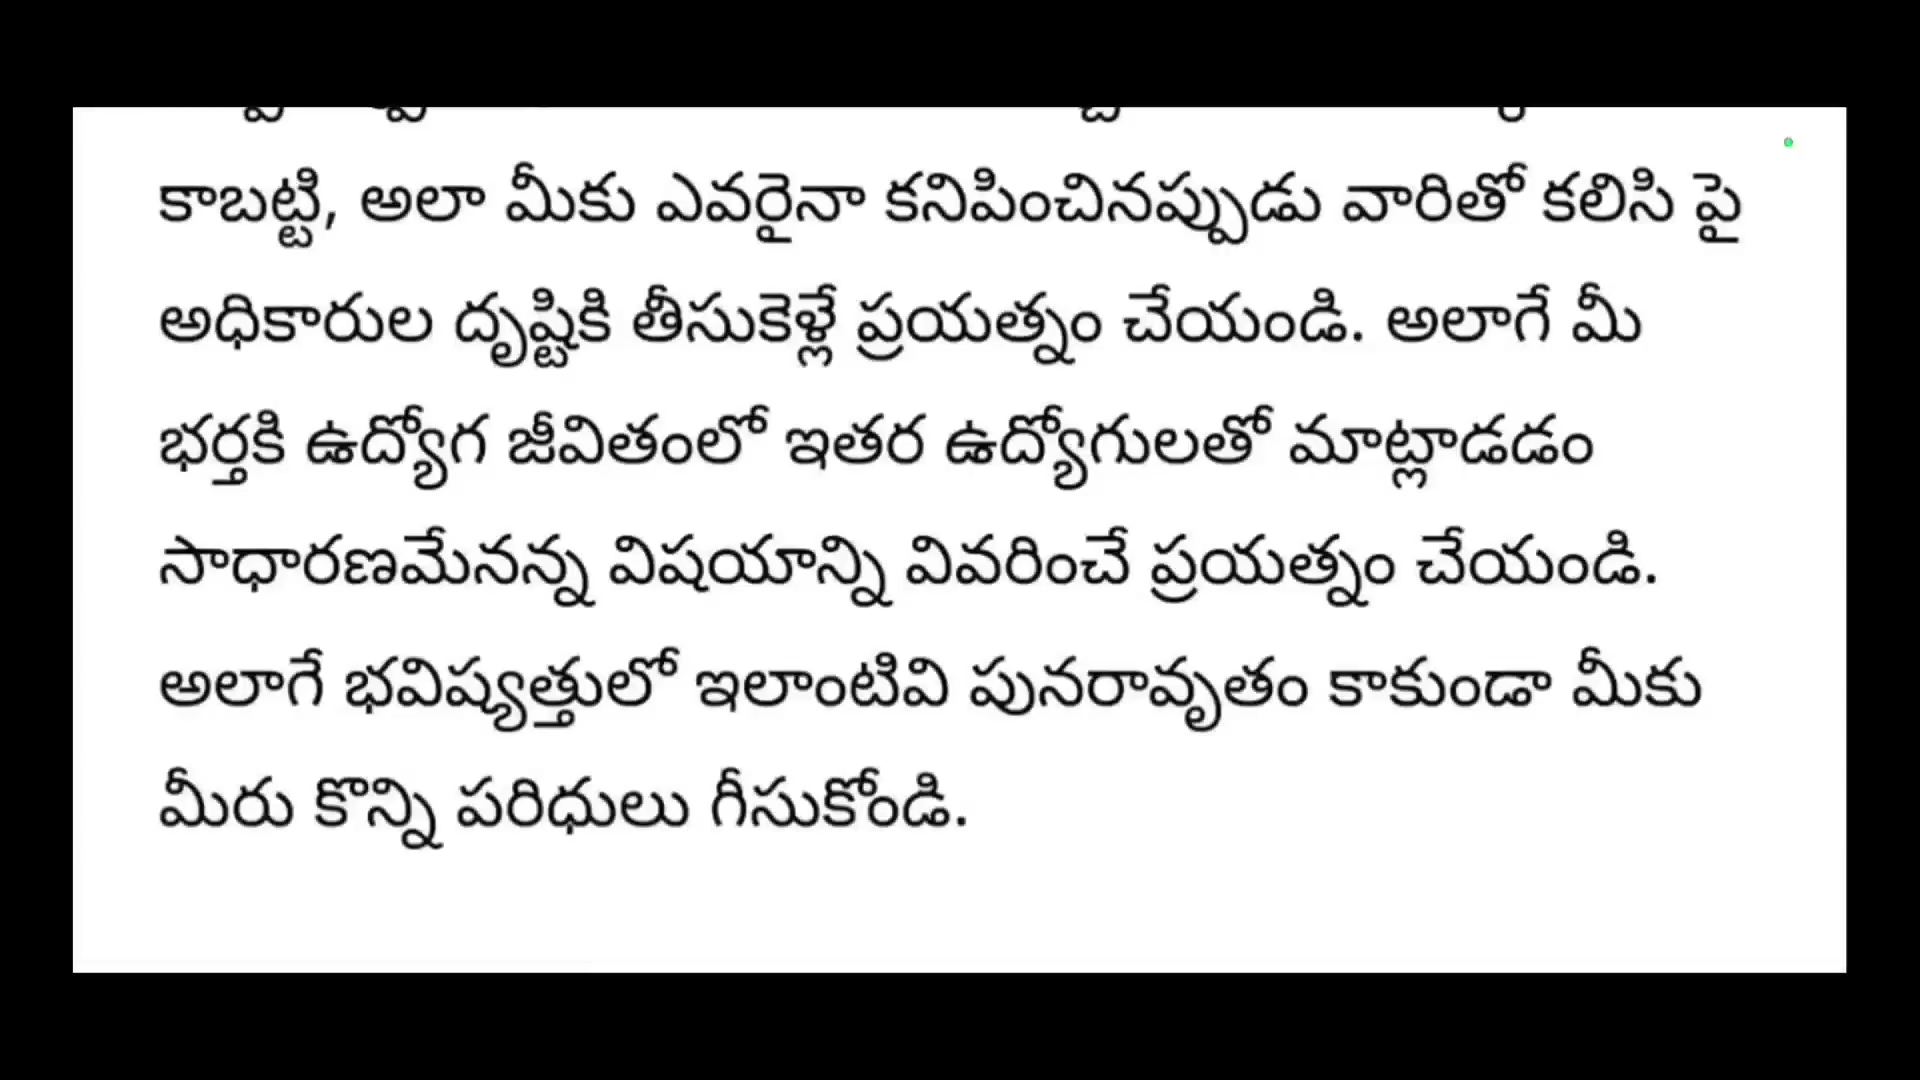 కాబట్టి, అలా మీకు ఎవరైనా కనిపించినప్పుడు వారితో కలిసి పై
అధికారుల దృష్టికి తీసుకెళ్లే ప్రయత్నం చేయండి. అలాగే మీ
భర్తకి ఉద్యోగ జీవితంలో ఇతర ఉద్యోగులతో మాట్లాడడం
సాధారణమేనన్న విషయాన్ని వివరించే ప్రయత్నం చేయండి.
అలాగే భవిష్యత్తులో ఇలాంటివి పునరావృతం కాకుండా మీకు
మీరు కొన్ని పరిధులు గీసుకోండి.